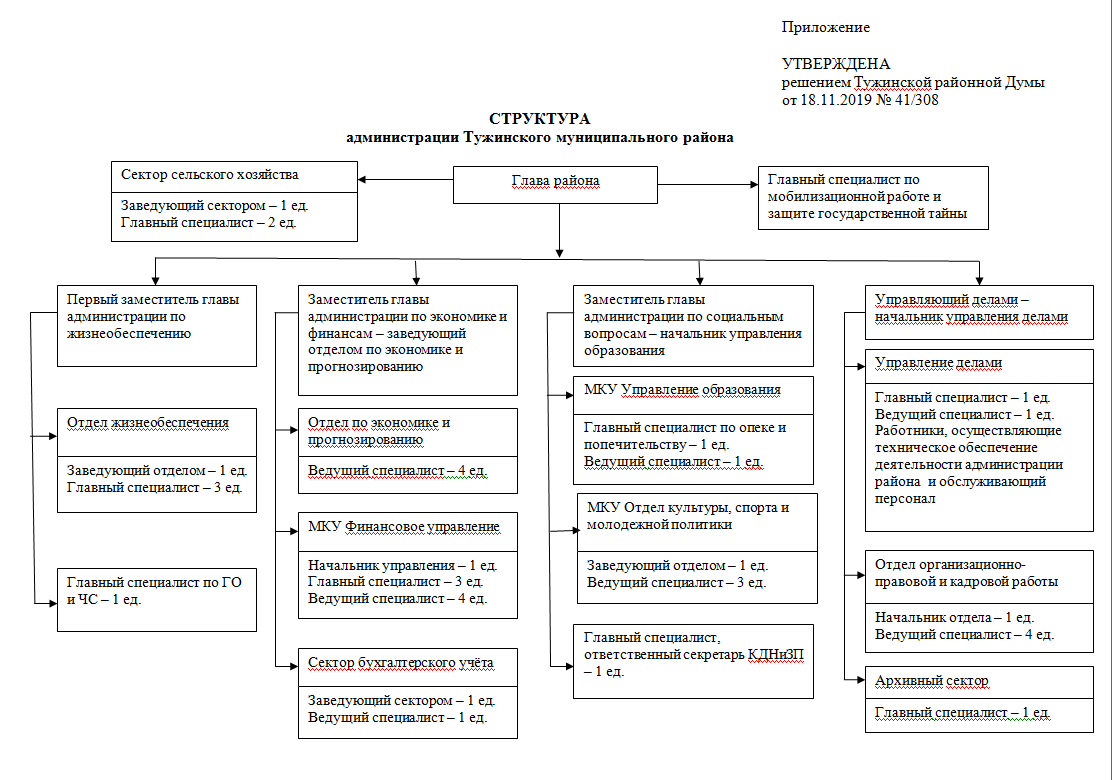 Приложение
УТВЕРЖДЕНА
решением Тужинской районной Думы
от 18.11.2019 № 41/308
СТРУКТУРА
администрации Тужинского муниципального района
Сектор сельского хозяйства
Заведующий сектором – 1 ед.
Главный специалист – 2 ед.
Глава района
Главный специалист по
мобилизационной работе и
защите государственной тайны
Первый заместитель главы
администрации по
жизнеобеспечению
Отдел жизнеобеспечения
Заведующий отделом – 1 ед.
Главный специалист – 3 ед.
Главный специалист по ГО
и ЧС – 1 ед.
Заместитель главы
администрации по экономике и
финансам – заведующий
отделом по экономике и
прогнозированию
Отдел по экономике и
прогнозированию
Ведущий специалист – 4 ед.
МКУ Финансовое управление
Начальник управления – 1 ед.
Главный специалист – 3 ед.
Ведущий специалист – 4 ед.
Сектор бухгалтерского учёта
Заведующий сектором – 1 ед.
Ведущий специалист – 1 ед.
Заместитель главы
администрации по социальным
вопросам – начальник управления
образования
МКУ Управление образования
Главный специалист по опеке и
попечительству – 1 ед.
Ведущий специалист – 1 ед.
МКУ Отдел культуры, спорта и
молодежной политики
Заведующий отделом – 1 ед.
Ведущий специалист – 3 ед.
Главный специалист,
ответственный секретарь КДНиЗП
– 1 ед.
Управляющий делами –
начальник управления делами
Управление делами
Главный специалист – 1 ед.
Ведущий специалист – 1 ед.
Работники, осуществляющие
техническое обеспечение
деятельности администрации
района и обслуживающий
персонал
Отдел организационно-
правовой и кадровой работы
Начальник отдела – 1 ед.
Ведущий специалист – 4 ед.
Архивный сектор
Главный специалист – 1 ед.